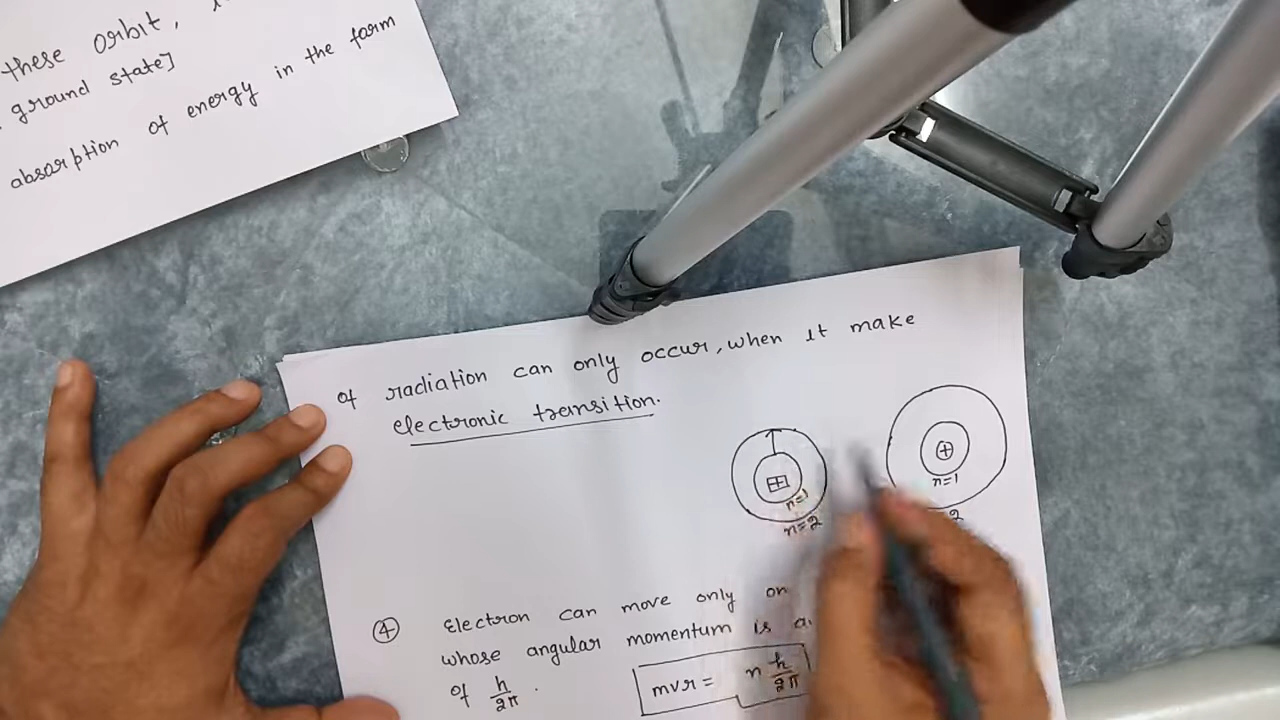 these orbit,
ground state]
absorption of energy in the form
of radiation can only occur, when it make
electronic transition.
+
n=1
n=2
+
n=1
2
④ Electron can move only on
whose angular momentum is
of h/2π.
mvr = n h/2π